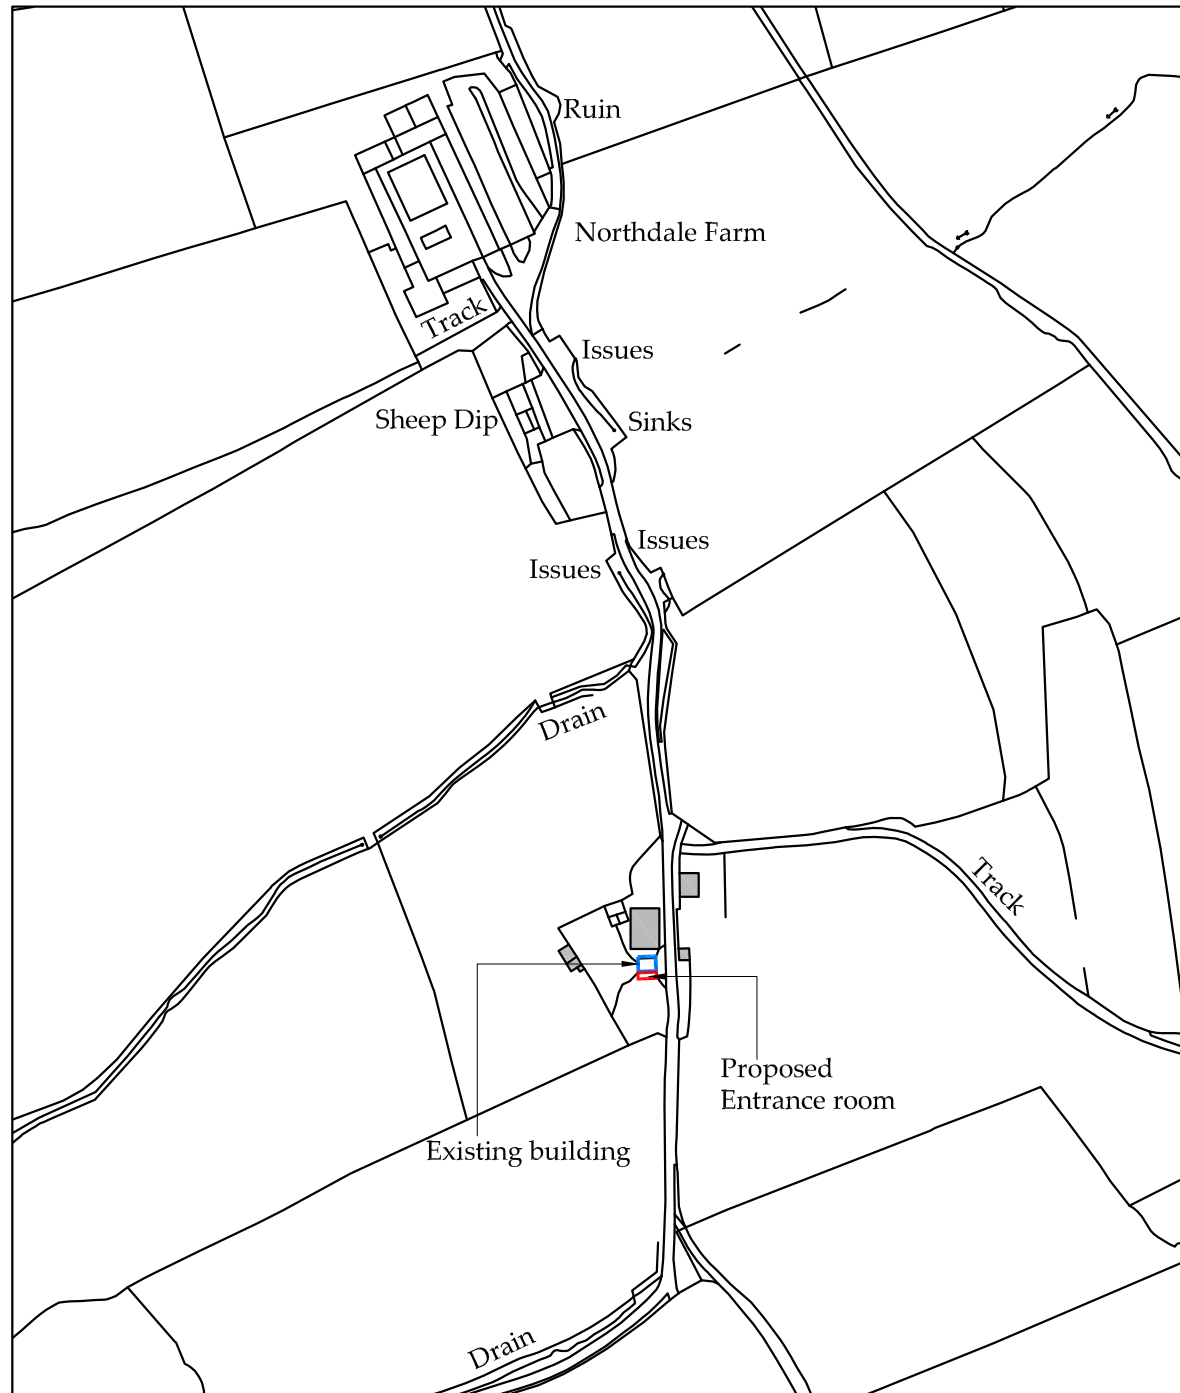 Ruin
Northdale Farm
Track
Issues
Sheep Dip
Sinks
Issues
Issues
Drain
Track
Proposed
Entrance room
Existing building
Drain